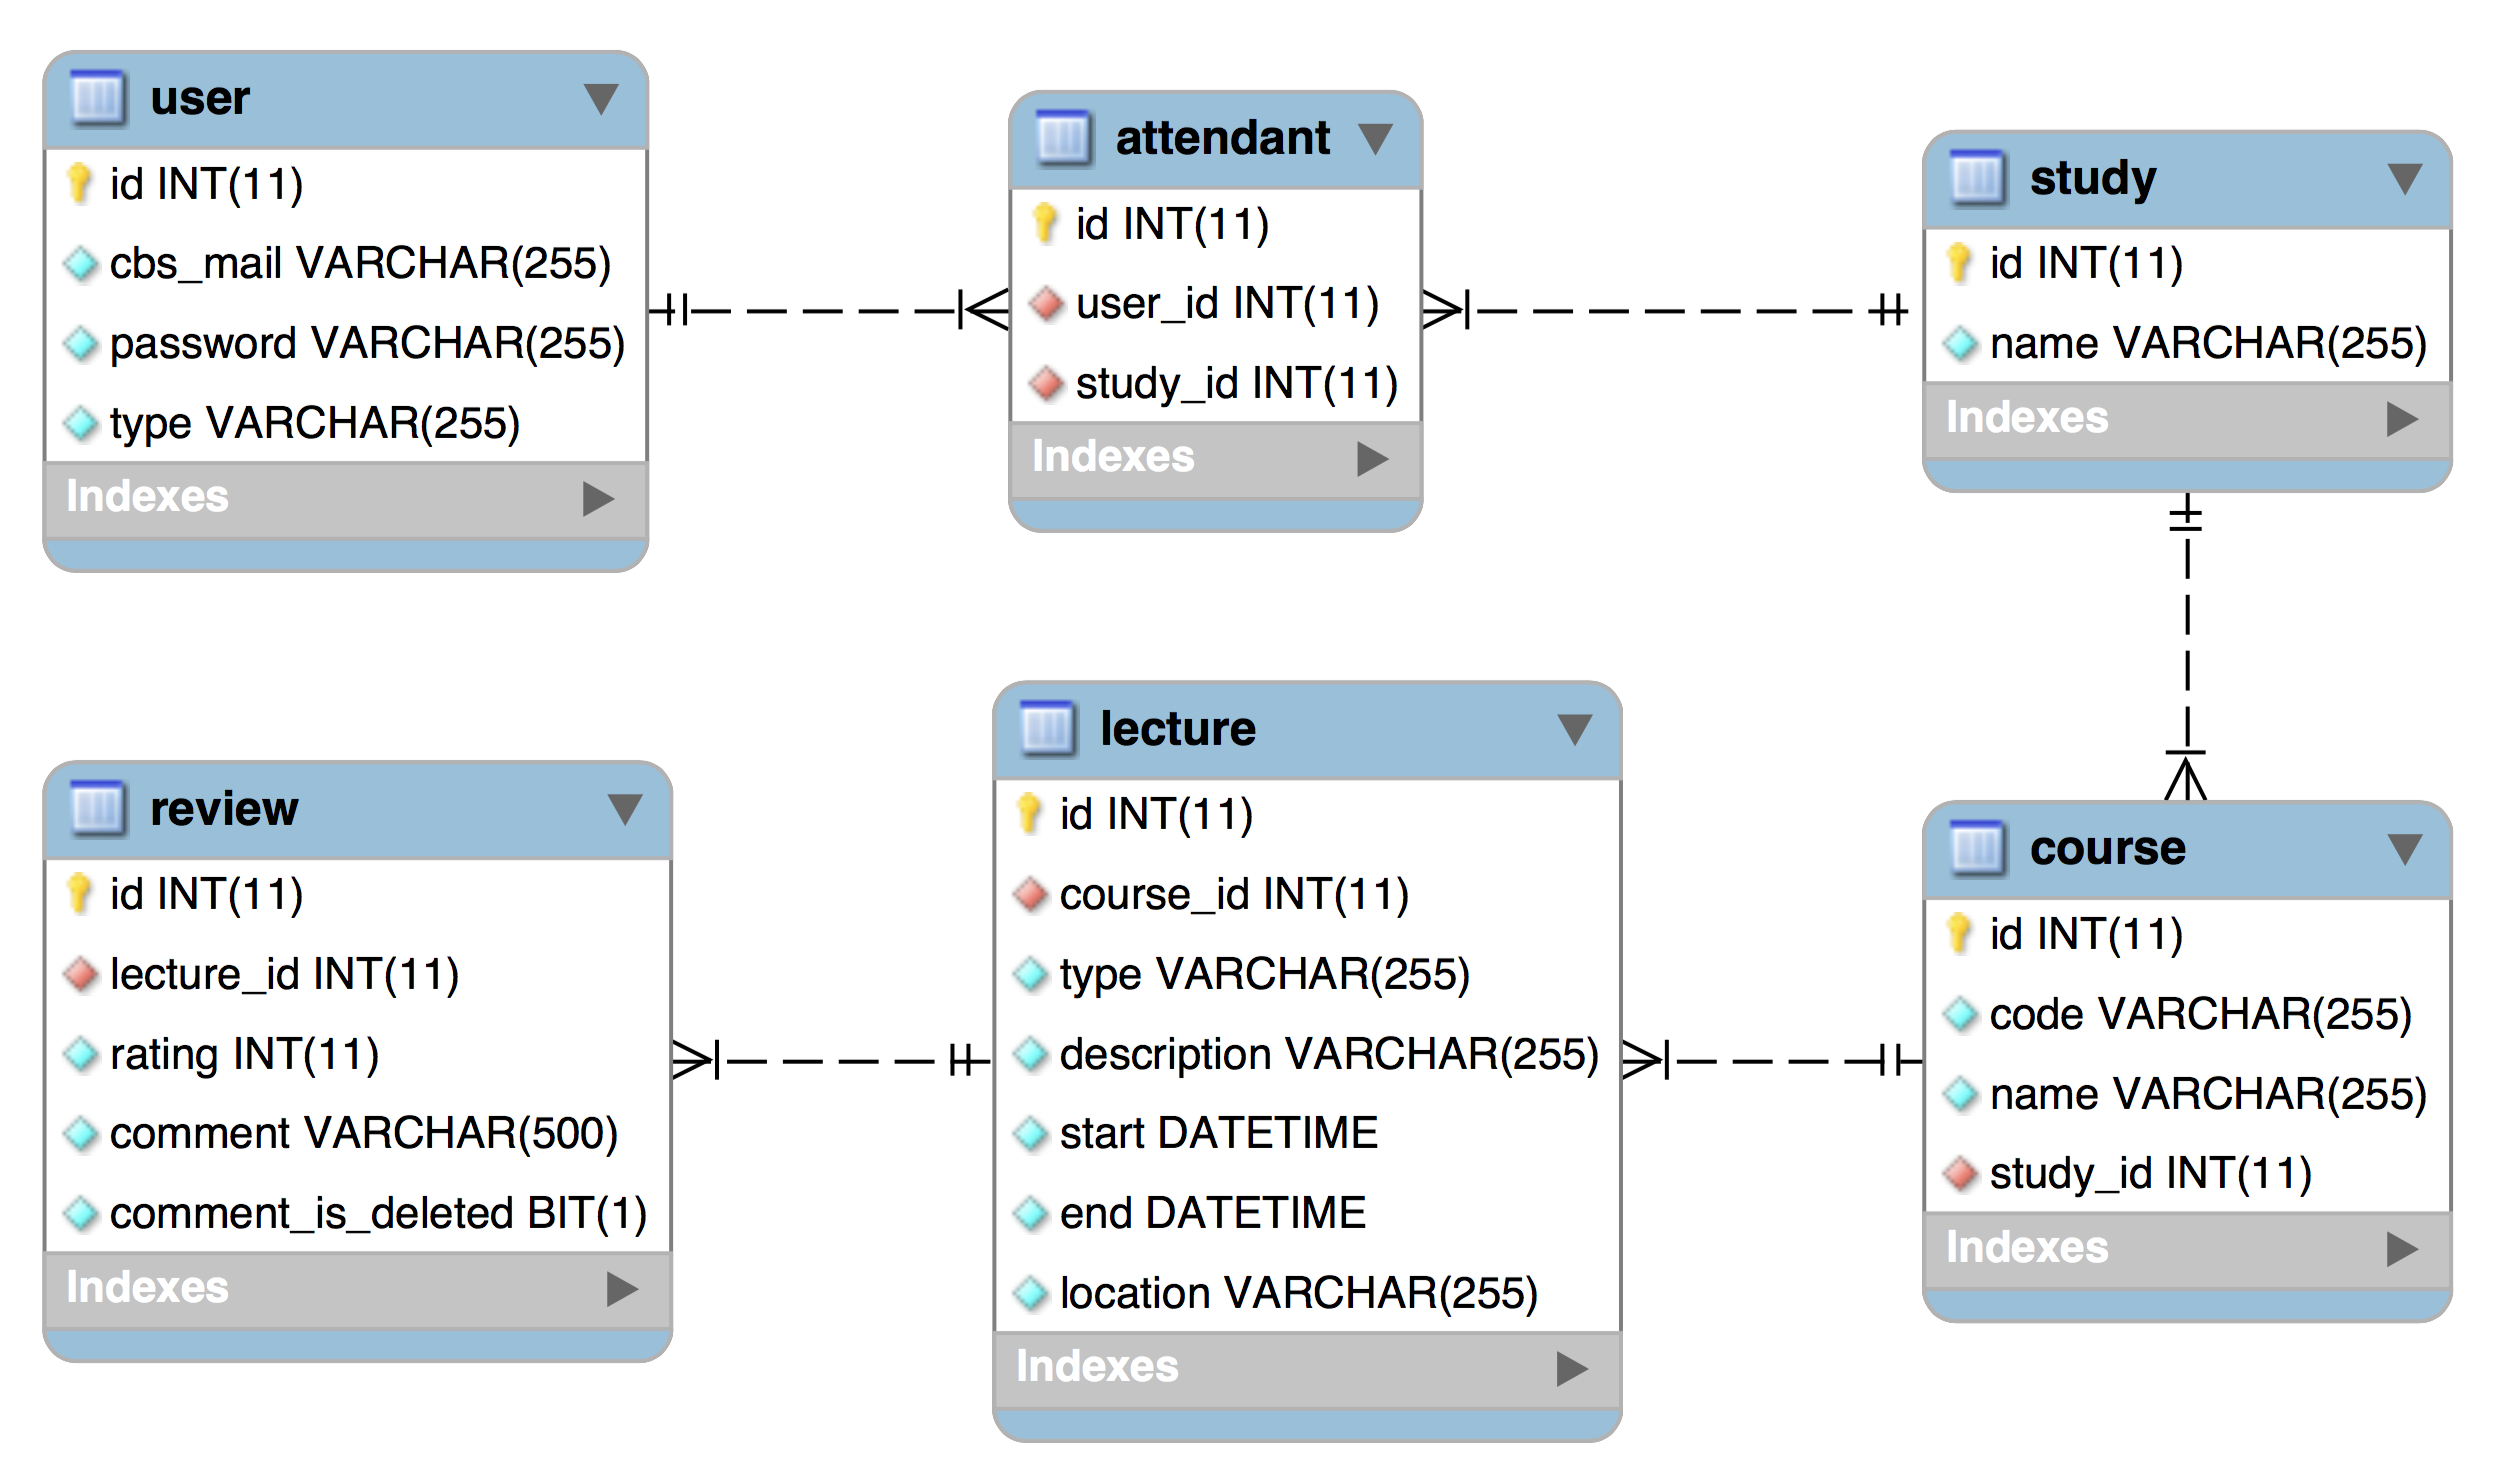 user
id INT(11)
cbs_mail VARCHAR(255)
password VARCHAR(255)
type VARCHAR(255)
Indexes
attendant
id INT(11)
user_id INT(11)
study_id INT(11)
Indexes
study
id INT(11)
name VARCHAR(255)
Indexes
review
id INT(11)
lecture_id INT(11)
rating INT(11)
comment VARCHAR(500)
comment_is_deleted BIT(1)
Indexes
lecture
id INT(11)
course_id INT(11)
type VARCHAR(255)
description VARCHAR(255)
start DATETIME
end DATETIME
location VARCHAR(255)
Indexes
course
id INT(11)
code VARCHAR(255)
name VARCHAR(255)
study_id INT(11)
Indexes